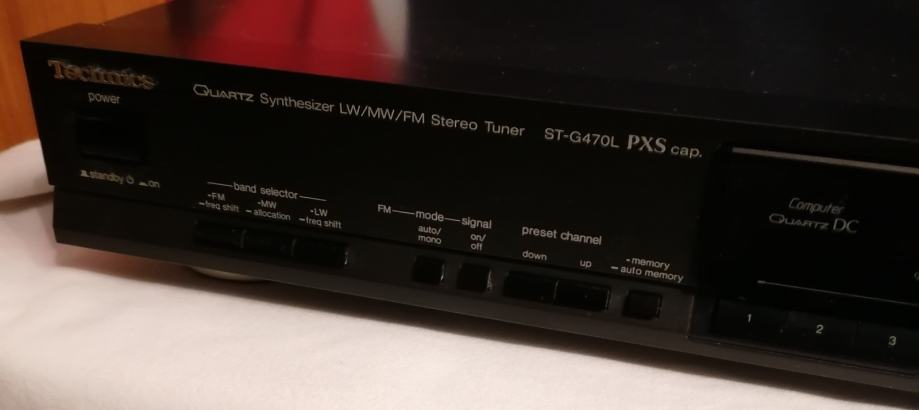 Technics
power
QUARTZ Synthesizer LW/MW/FM Stereo Tuner ST-G470L PXS cap.
standby on
band selector
-FM
-freq shift
-MW
-allocation
-LW
-freq shift
FM mode signal
auto/
mono
on/
off
preset channel
down up
-memory
-auto memory
Computer
QUARTZ DC
1 2 3